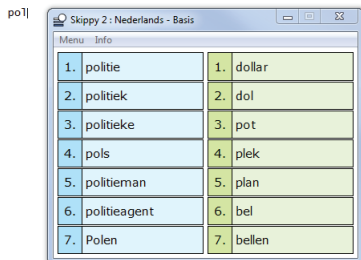 pol
Skippy 2 : Nederlands - Basis
Menu Info
1. politie 1. dollar
2. politiek 2. dol
3. politieke 3. pot
4. pols 4. plek
5. politieman 5. plan
6. politieagent 6. bel
7. Polen 7. bellen